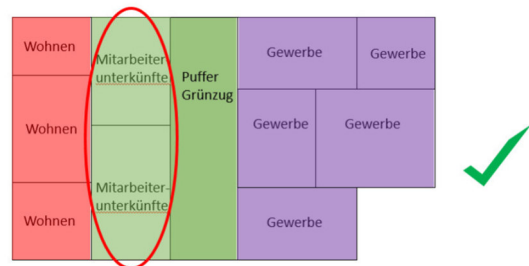 Wohnen
Mitarbeiter
unterkünfte
Puffer
Grünzug
Gewerbe
Gewerbe
Wohnen
Gewerbe
Gewerbe
Wohnen
Mitarbeiter-
unterkünfte
Gewerbe